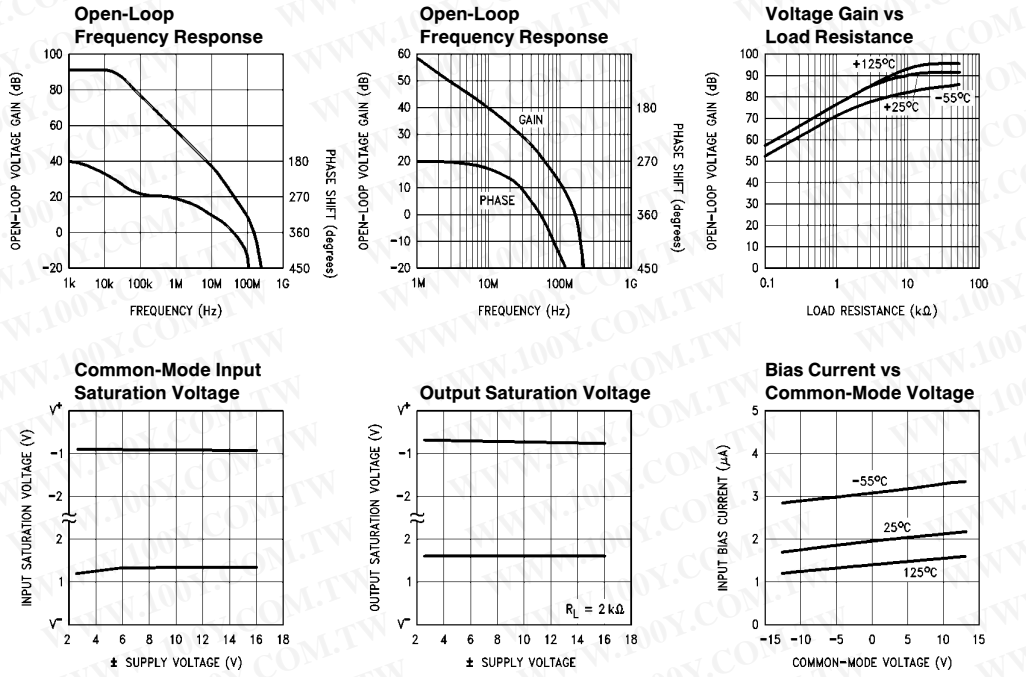 Open-Loop
Frequency Response
OPEN-LOOP VOLTAGE GAIN (dB)
100
80
60
40
20
0
−20
180
270
360
450
PHASE SHIFT (degrees)
1k 10k 100k 1M 10M 100M 1G
FREQUENCY (Hz)
Open-Loop
Frequency Response
OPEN-LOOP VOLTAGE GAIN (dB)
60
50
40
30
20
10
0
−10
−20
GAIN
PHASE
180
270
360
450
PHASE SHIFT (degrees)
1M 10M 100M 1G
FREQUENCY (Hz)
Voltage Gain vs
Load Resistance
OPEN-LOOP VOLTAGE GAIN (dB)
100
90
80
70
60
50
40
30
20
10
0
+125°C
+25°C
−55°C
0.1 1 10 100
LOAD RESISTANCE (kΩ)
Common-Mode Input
Saturation Voltage
INPUT SATURATION VOLTAGE (V)
V+
−1
−2
2
1
V−
2 4 6 8 10 12 14 16 18
± SUPPLY VOLTAGE (V)
Output Saturation Voltage
OUTPUT SATURATION VOLTAGE (V)
V+
−1
−2
2
1
V−
RL = 2 kΩ
2 4 6 8 10 12 14 16 18
± SUPPLY VOLTAGE
Bias Current vs
Common-Mode Voltage
INPUT BIAS CURRENT (μA)
5
4
3
2
1
0
−55°C
25°C
125°C
−15 −10 −5 0 5 10 15
COMMON-MODE VOLTAGE (V)
WWW.100Y.COM.TW